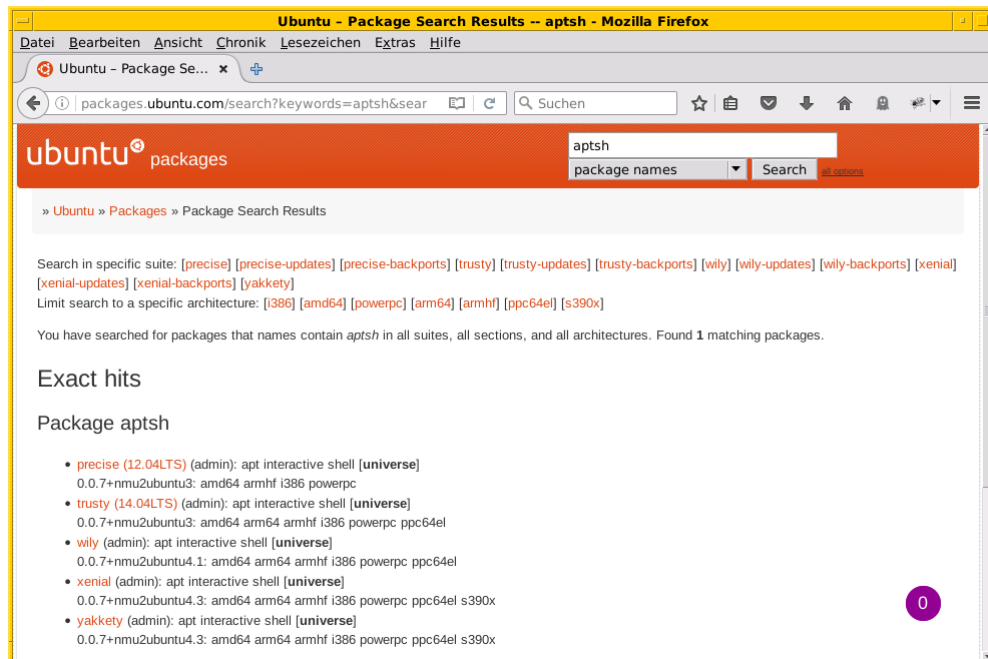 Ubuntu – Package Search Results -- aptsh - Mozilla Firefox
Datei Bearbeiten Ansicht Chronik Lesezeichen Extras Hilfe
Ubuntu – Package Se... ×
packages.ubuntu.com/search?keywords=aptsh&sear
Suchen
ubuntu packages
aptsh
package names Search all options
» Ubuntu » Packages » Package Search Results
Search in specific suite: [precise] [precise-updates] [precise-backports] [trusty] [trusty-updates] [trusty-backports] [wily] [wily-updates] [wily-backports] [xenial]
[xenial-updates] [xenial-backports] [yakkety]
Limit search to a specific architecture: [i386] [amd64] [powerpc] [arm64] [armhf] [ppc64el] [s390x]
You have searched for packages that names contain aptsh in all suites, all sections, and all architectures. Found 1 matching packages.
Exact hits
Package aptsh
• precise (12.04LTS) (admin): apt interactive shell [universe]
0.0.7+nmu2ubuntu3: amd64 armhf i386 powerpc
• trusty (14.04LTS) (admin): apt interactive shell [universe]
0.0.7+nmu2ubuntu3: amd64 arm64 armhf i386 powerpc ppc64el
• wily (admin): apt interactive shell [universe]
0.0.7+nmu2ubuntu4.1: amd64 arm64 armhf i386 powerpc ppc64el
• xenial (admin): apt interactive shell [universe]
0.0.7+nmu2ubuntu4.3: amd64 arm64 armhf i386 powerpc ppc64el s390x
• yakkety (admin): apt interactive shell [universe]
0.0.7+nmu2ubuntu4.3: amd64 arm64 armhf i386 powerpc ppc64el s390x
0